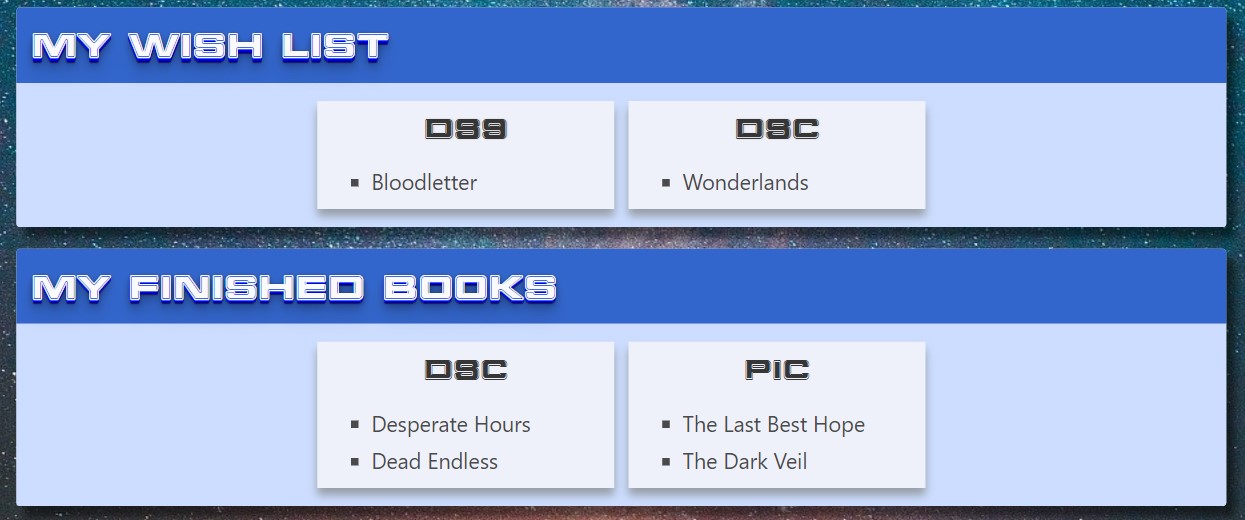 MY WISH LIST
DS9
Bloodletter
DSC
Wonderlands
MY FINISHED BOOKS
DSC
Desperate Hours
Dead Endless
PIC
The Last Best Hope
The Dark Veil